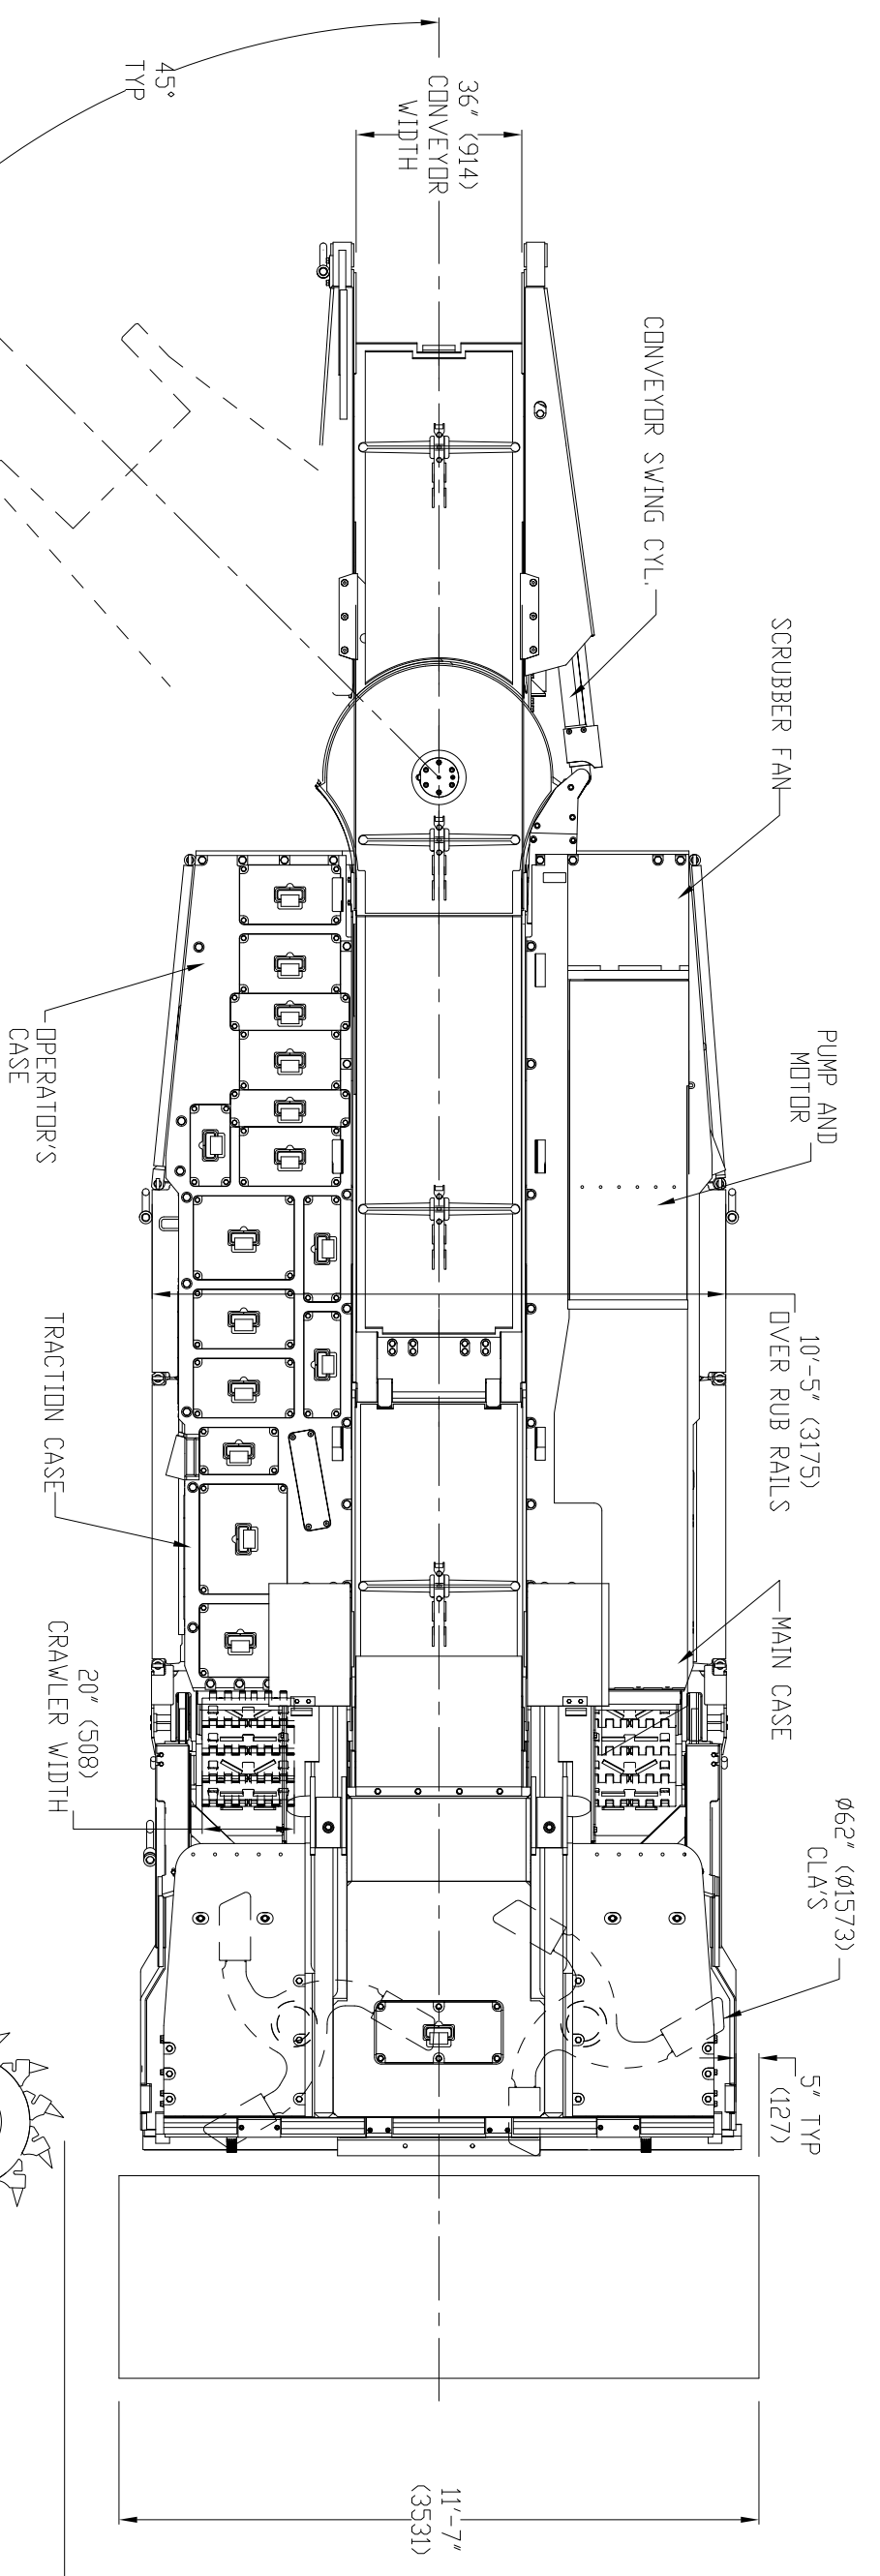 45°
TYP
36" (914)
CONVEYOR
WIDTH
CONVEYOR SWING CYL.
SCRUBBER FAN
PUMP AND
MOTOR
OPERATOR'S
CASE
10'-5" (3175)
OVER RUB RAILS
TRACTION CASE
MAIN CASE
20" (508)
CRAWLER WIDTH
Ø62" (Ø1573)
CLA'S
5" TYP
(127)
11'-7"
(3531)